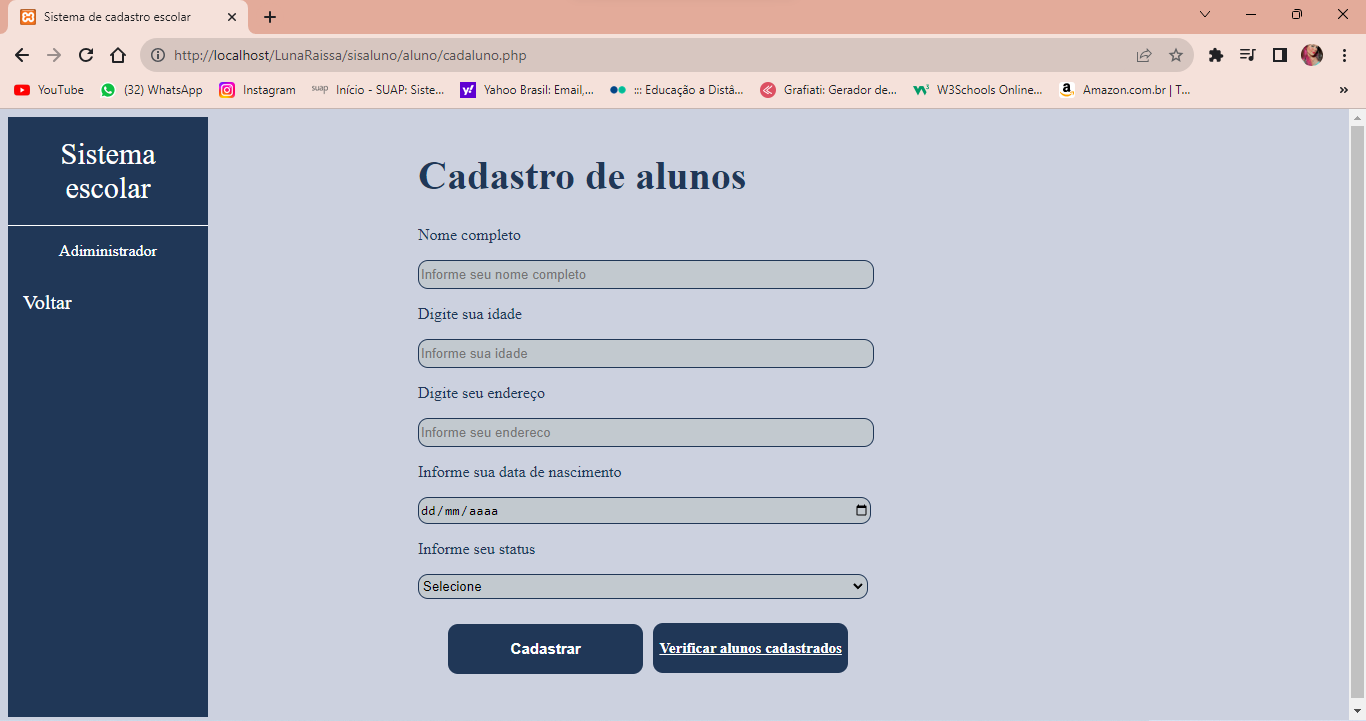 Sistema de cadastro escolar
http://localhost/LunaRaissa/sisaluno/aluno/cadaluno.php
YouTube (32) WhatsApp Instagram suap Início - SUAP: Siste... Yahoo Brasil: Email,... ::: Educação a Distâ... Grafiati: Gerador de... W3Schools Online... Amazon.com.br | T...
Sistema
escolar
Adiministrador
Voltar
Cadastro de alunos
Nome completo
Informe seu nome completo
Digite sua idade
Informe sua idade
Digite seu endereço
Informe seu endereco
Informe sua data de nascimento
dd/mm/aaaa
Informe seu status
Selecione
Cadastrar Verificar alunos cadastrados